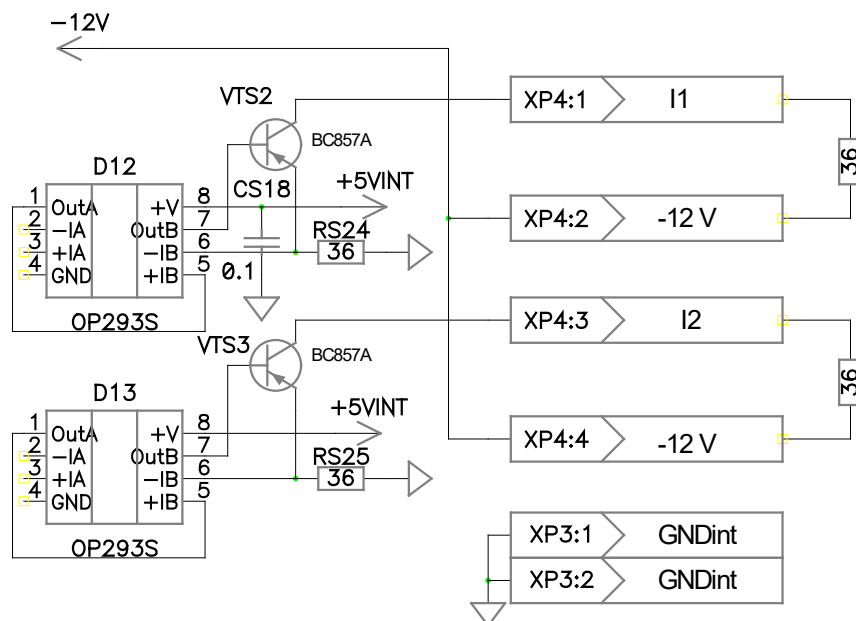 -12V
XP4:1 I1
VTS2
BC857A
36
D12
CS18
+5VINT
1 OutA +V 8
2 -IA OutB 7
3 +IA -IB 6
4 GND +IB 5
XP4:2 -12 V
RS24
36
0.1
OP293S
XP4:3 I2
VTS3
BC857A
36
D13
+5VINT
1 OutA +V 8
2 -IA OutB 7
3 +IA -IB 6
4 GND +IB 5
XP4:4 -12 V
RS25
36
OP293S
XP3:1 GNDint
XP3:2 GNDint